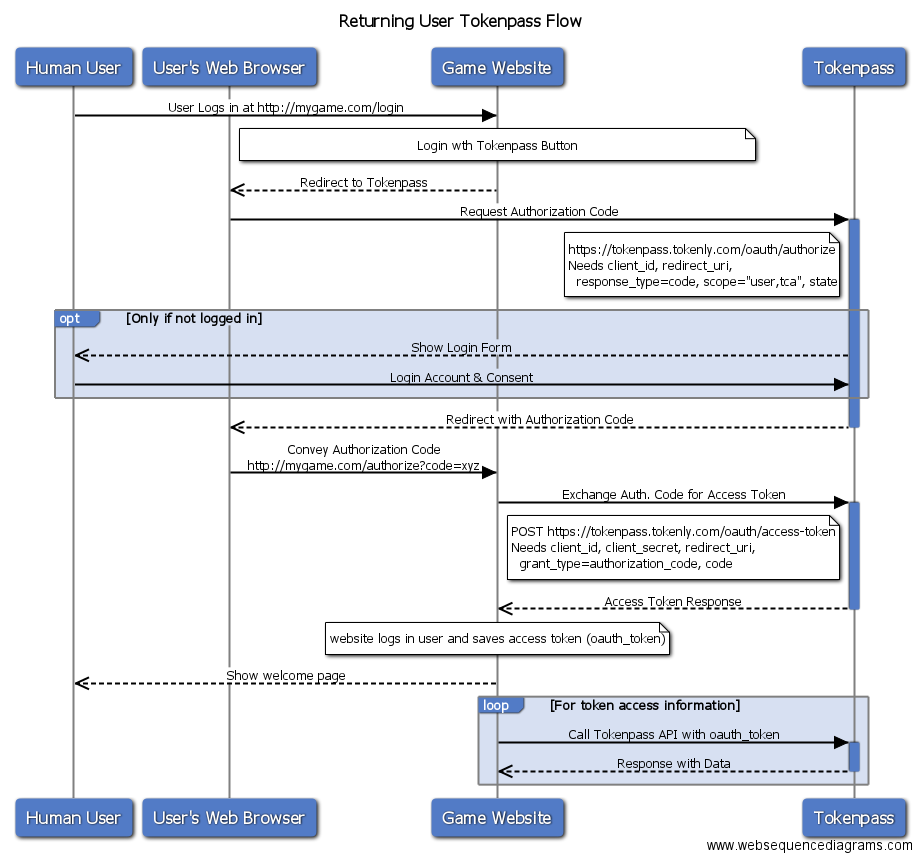 Returning User Tokenpass Flow
Human User
User's Web Browser
Game Website
Tokenpass
User Logs in at http://mygame.com/login
Login wth Tokenpass Button
Redirect to Tokenpass
Request Authorization Code
https://tokenpass.tokenly.com/oauth/authorize
Needs client_id, redirect_uri,
response_type=code, scope="user,tca", state
opt
[Only if not logged in]
Show Login Form
Login Account & Consent
Redirect with Authorization Code
Convey Authorization Code
http://mygame.com/authorize?code=xyz
Exchange Auth. Code for Access Token
POST https://tokenpass.tokenly.com/oauth/access-token
Needs client_id, client_secret, redirect_uri,
grant_type=authorization_code, code
Access Token Response
website logs in user and saves access token (oauth_token)
Show welcome page
loop
[For token access information]
Call Tokenpass API with oauth_token
Response with Data
Human User
User's Web Browser
Game Website
Tokenpass
www.websequencediagrams.com